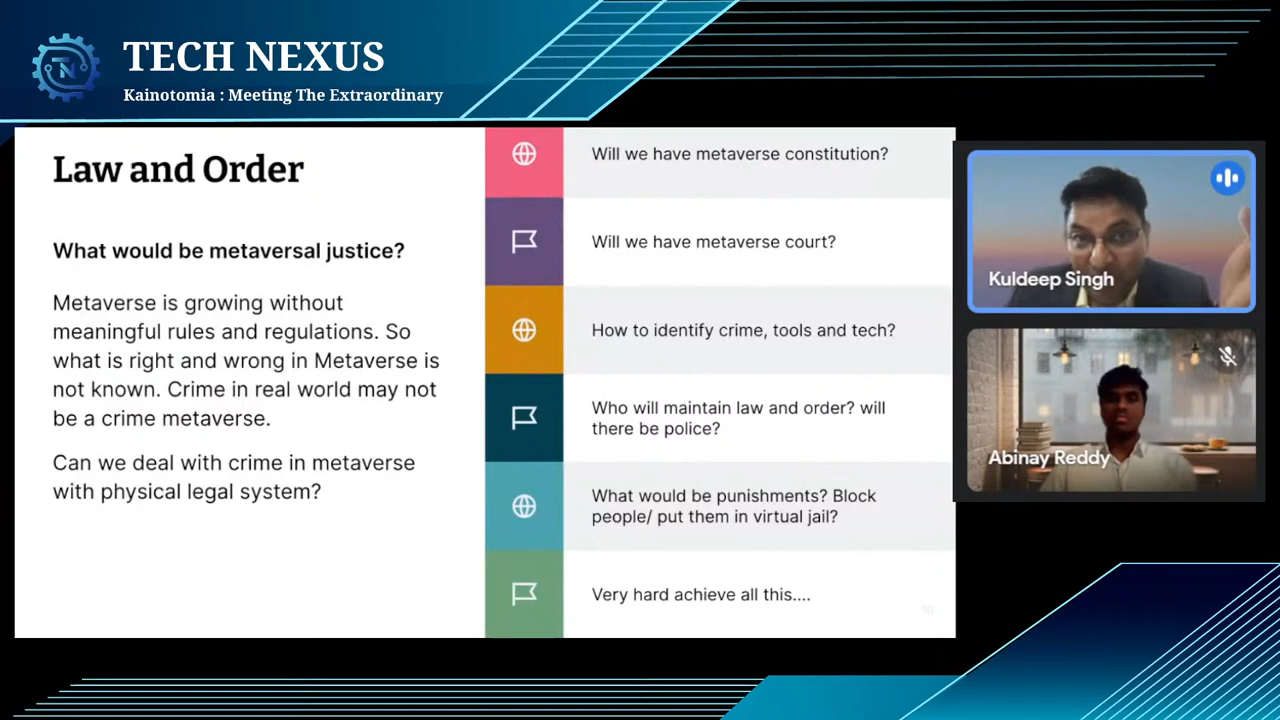 TECH NEXUS
Kainotomia : Meeting The Extraordinary
Law and Order
What would be metaversal justice?
Metaverse is growing without
meaningful rules and regulations. So
what is right and wrong in Metaverse is
not known. Crime in real world may not
be a crime metaverse.
Can we deal with crime in metaverse
with physical legal system?
Will we have metaverse constitution?
Will we have metaverse court?
How to identify crime, tools and tech?
Who will maintain law and order? will
there be police?
What would be punishments? Block
people/ put them in virtual jail?
Very hard achieve all this....
30
Kuldeep Singh
Abinay Reddy